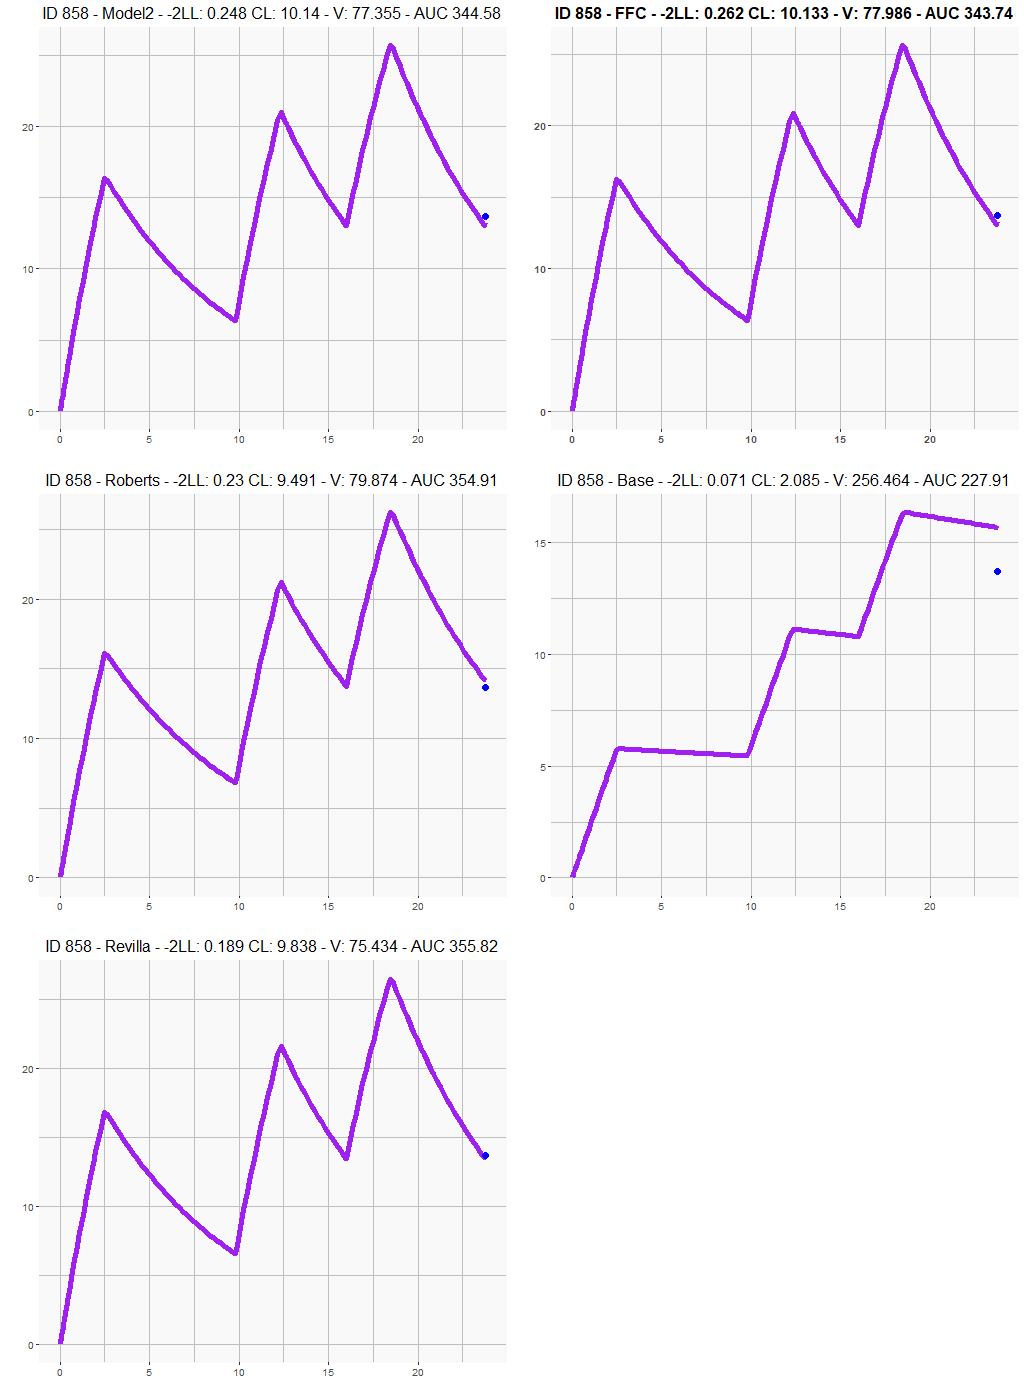 ID 858 - Model2 - -2LL: 0.248 CL: 10.14 - V: 77.355 - AUC 344.58
20
10
0
0 5 10 15 20
ID 858 - FFC - -2LL: 0.262 CL: 10.133 - V: 77.986 - AUC 343.74
20
10
0
0 5 10 15 20
ID 858 - Roberts - -2LL: 0.23 CL: 9.491 - V: 79.874 - AUC 354.91
20
10
0
0 5 10 15 20
ID 858 - Base - -2LL: 0.071 CL: 2.085 - V: 256.464 - AUC 227.91
15
10
5
0
0 5 10 15 20
ID 858 - Revilla - -2LL: 0.189 CL: 9.838 - V: 75.434 - AUC 355.82
20
10
0
0 5 10 15 20